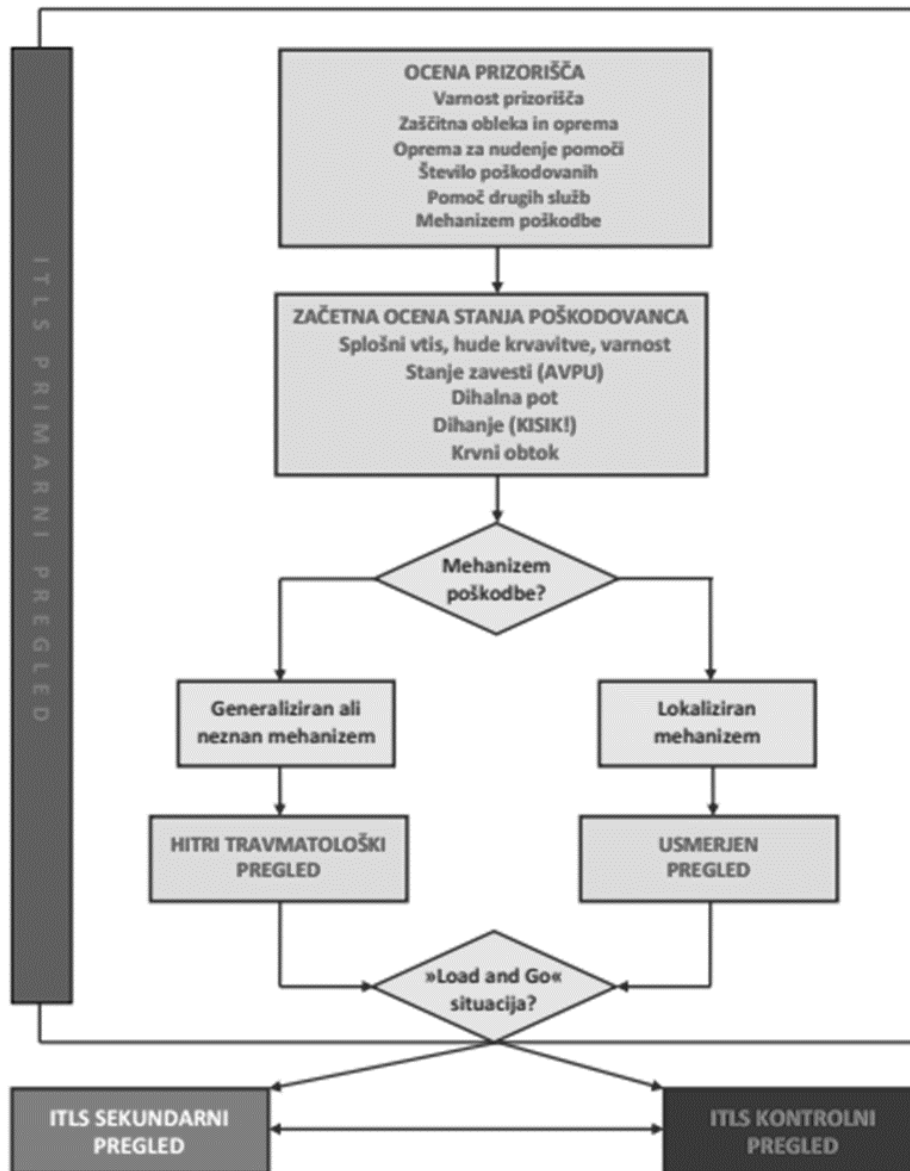 ITLS PRIMARNI PREGLED
OCENA PRIZORIŠČA
Varnost prizorišča
Zaščitna obleka in oprema
Oprema za nudenje pomoči
Število poškodovanih
Pomoč drugih služb
Mehanizem poškodbe
ZAČETNA OCENA STANJA POŠKODOVANCA
Splošni vtis, hude krvavitve, varnost
Stanje zavesti (AVPU)
Dihalna pot
Dihanje (KISIK!)
Krvni obtok
Mehanizem
poškodbe?
Generaliziran ali
neznan mehanizem
Lokaliziran
mehanizem
HITRI TRAVMATOLOŠKI
PREGLED
USMERJEN
PREGLED
»Load and Go«
situacija?
ITLS SEKUNDARNI
PREGLED
ITLS KONTROLNI
PREGLED